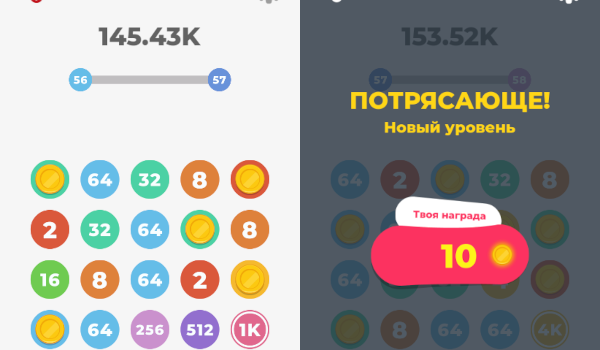 145.43K
56 57
64 32 8
2 32 64 8
16 8 64 2
64 256 512 1K
153.52K
57 58
ПОТРЯСАЮЩЕ!
Новый уровень
64 2 32 8
Твоя награда
10
64
8 64 64 4K